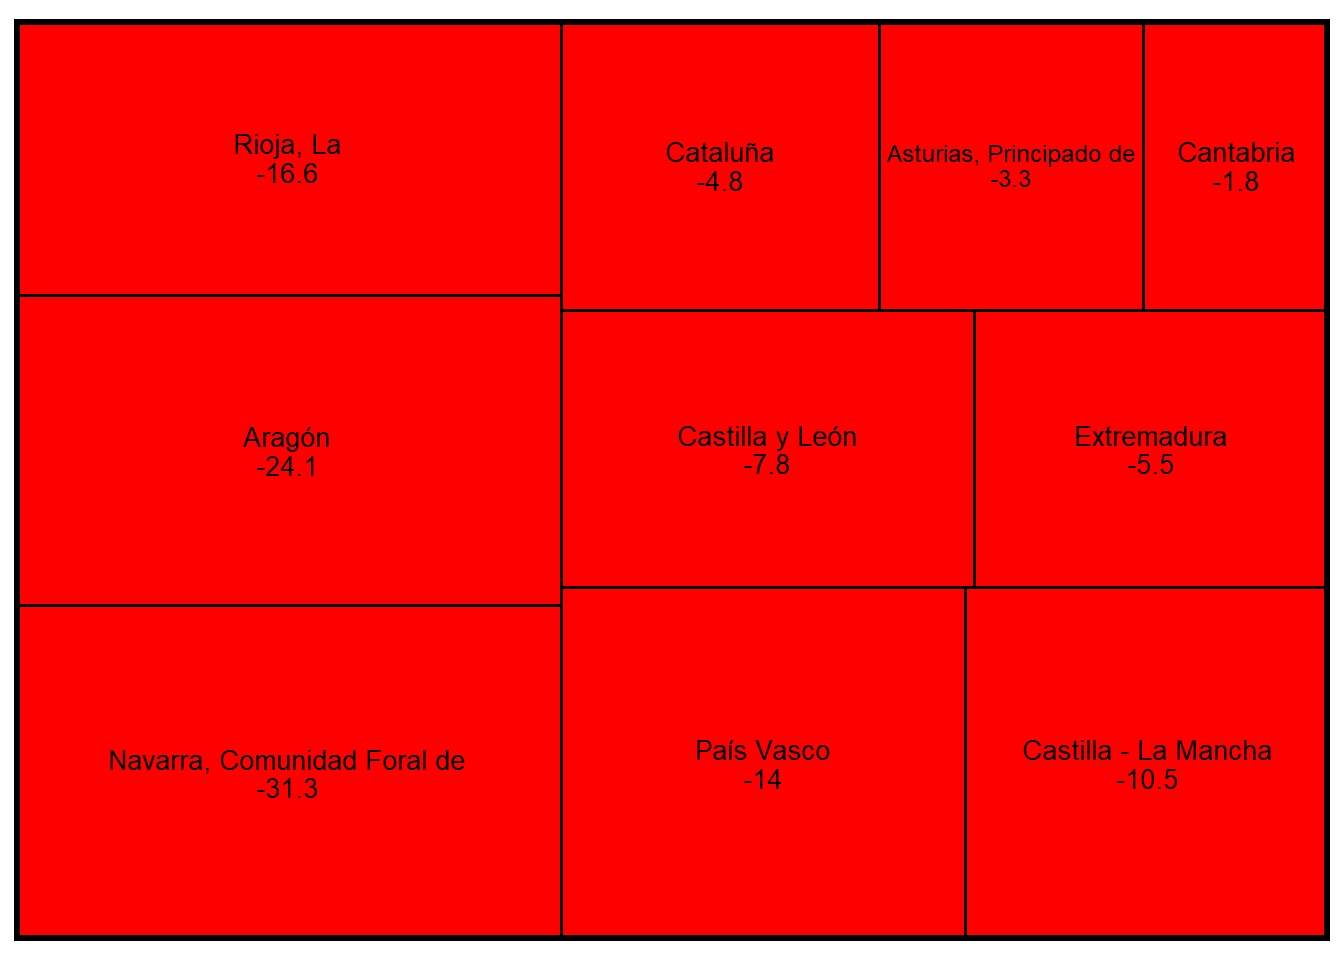 Rioja, La
-16.6
Cataluña
-4.8
Asturias, Principado de
-3.3
Cantabria
-1.8
Aragón
-24.1
Castilla y León
-7.8
Extremadura
-5.5
Navarra, Comunidad Foral de
-31.3
País Vasco
-14
Castilla - La Mancha
-10.5